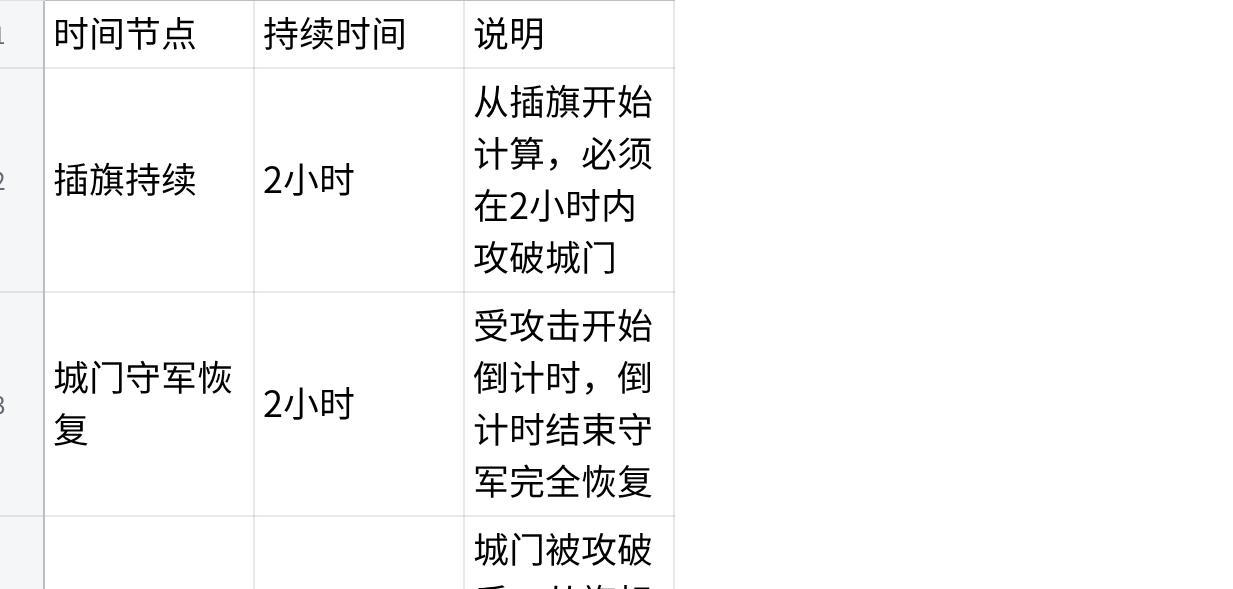 时间节点
持续时间
说明
插旗持续
2小时
从插旗开始
计算，必须
在2小时内
攻破城门
城门守军恢
复
2小时
受攻击开始
倒计时，倒
计时结束守
军完全恢复
城门被攻破